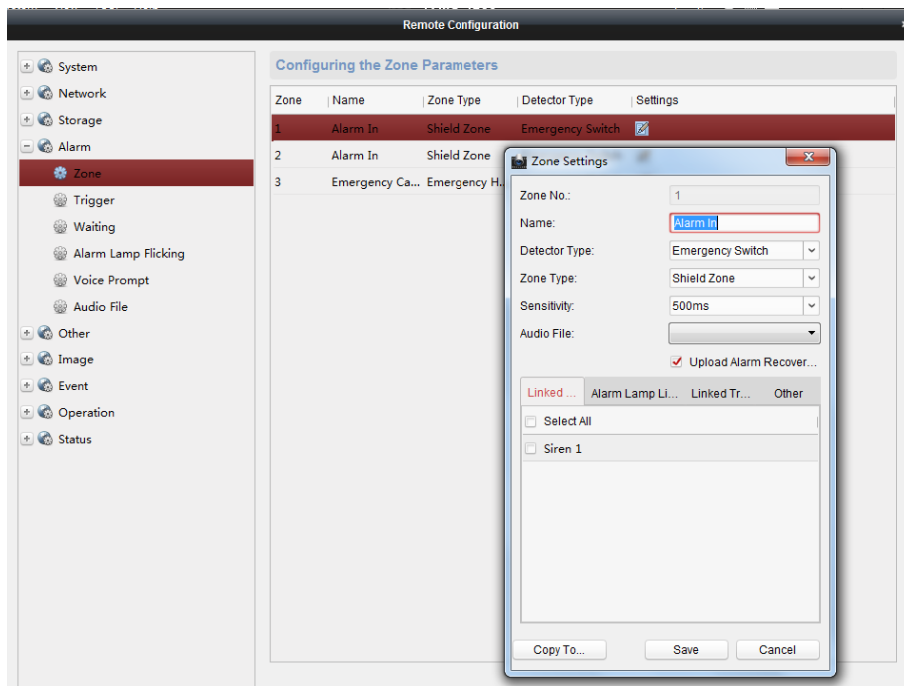 Remote Configuration
System
Network
Storage
Alarm
Zone
Trigger
Waiting
Alarm Lamp Flicking
Voice Prompt
Audio File
Other
Image
Event
Operation
Status
Configuring the Zone Parameters
Zone Name Zone Type Detector Type Settings
1 Alarm In Shield Zone Emergency Switch
2 Alarm In Shield Zone
3 Emergency Ca... Emergency H...
Zone Settings
Zone No.: 1
Name: Alarm In
Detector Type: Emergency Switch
Zone Type: Shield Zone
Sensitivity: 500ms
Audio File:
Upload Alarm Recover...
Linked ... Alarm Lamp Li... Linked Tr... Other
Select All
Siren 1
Copy To... Save Cancel